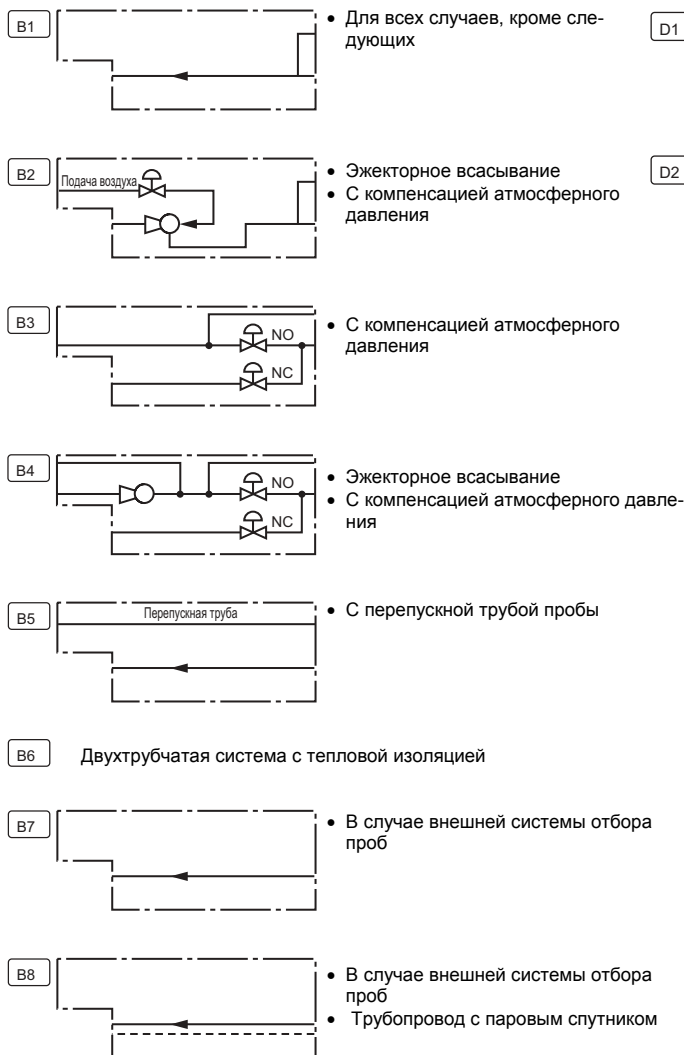 B1
• Для всех случаев, кроме сле-
дующих
D1
B2
Подача воздуха
• Эжекторное всасывание
• С компенсацией атмосферного
давления
D2
B3
NO
NC
• С компенсацией атмосферного
давления
B4
NO
NC
• Эжекторное всасывание
• С компенсацией атмосферного давле-
ния
B5
Перепускная труба
• С перепускной трубой пробы
B6
Двухтрубчатая система с тепловой изоляцией
B7
• В случае внешней системы отбора
проб
B8
• В случае внешней системы отбора
проб
• Трубопровод с паровым спутником